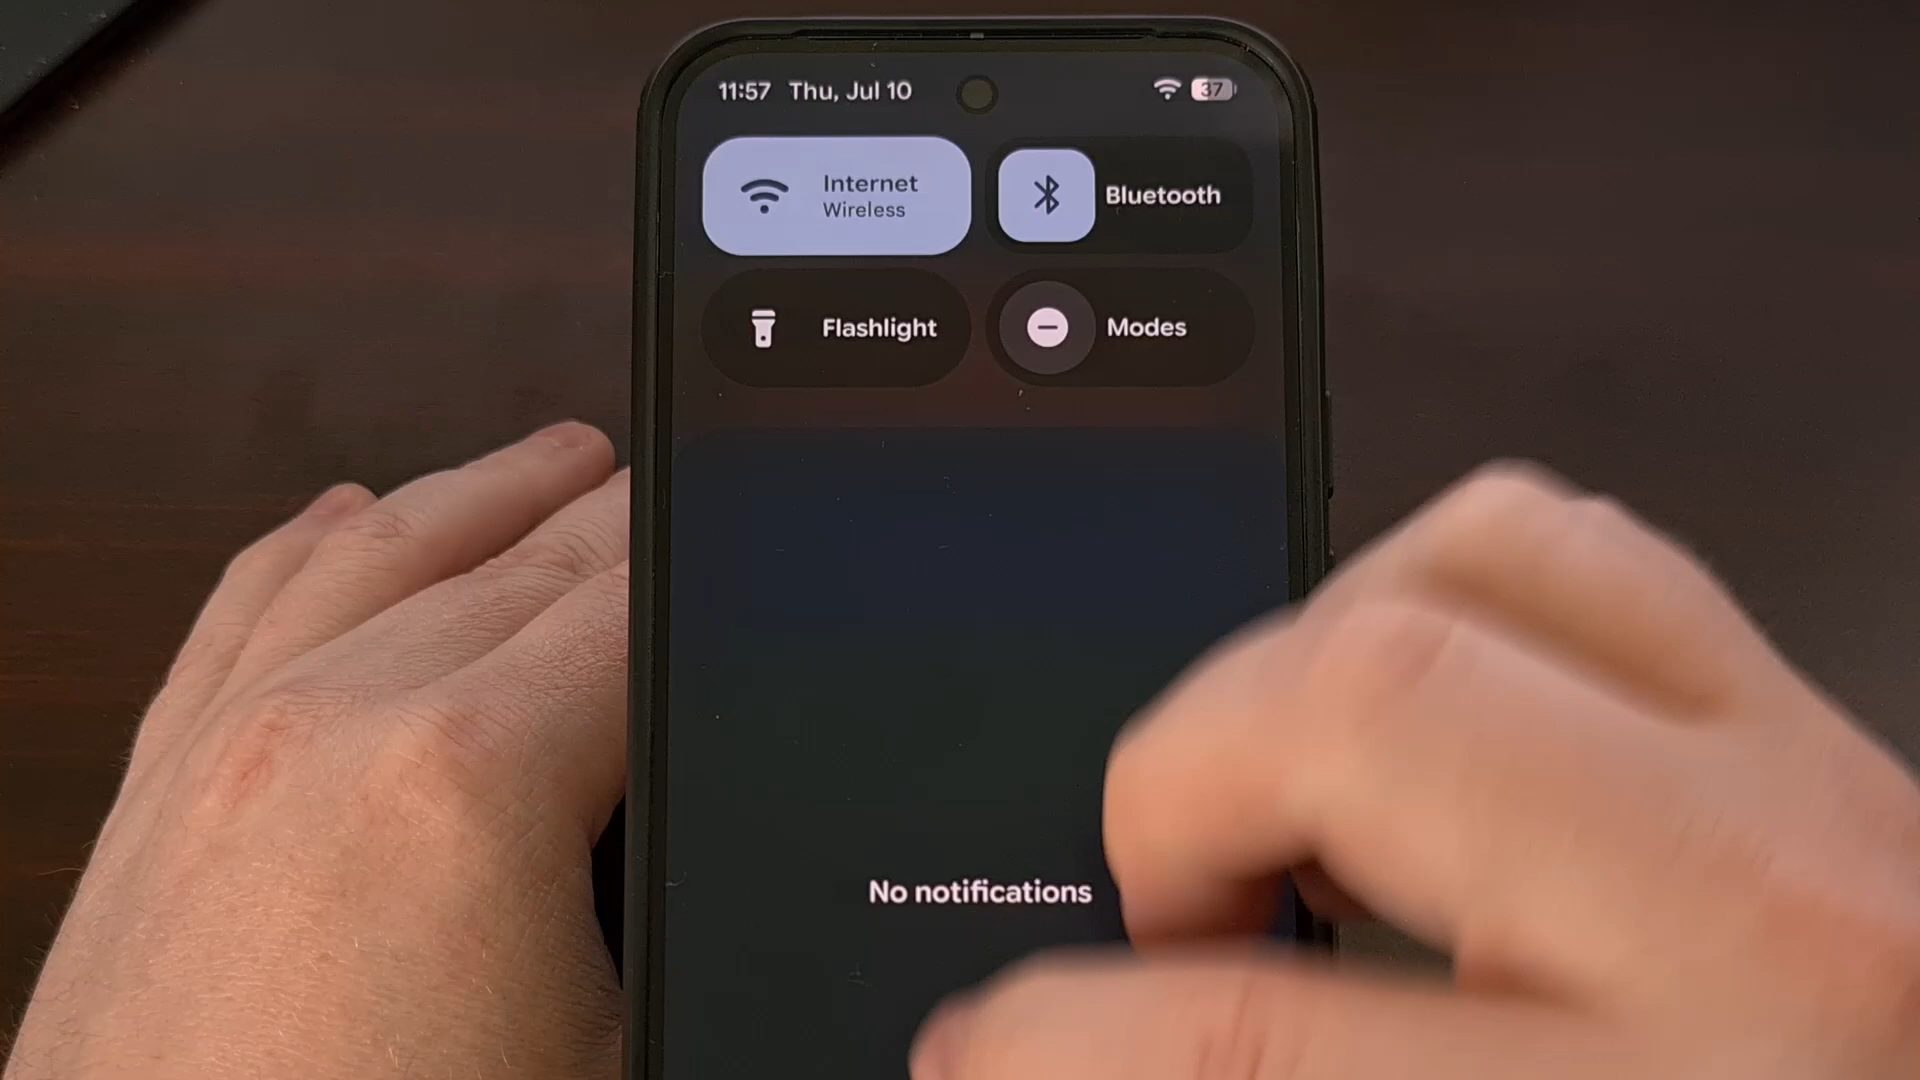 11:57 Thu, Jul 10 37
Internet
Wireless
Bluetooth
Flashlight
Modes
No notifications